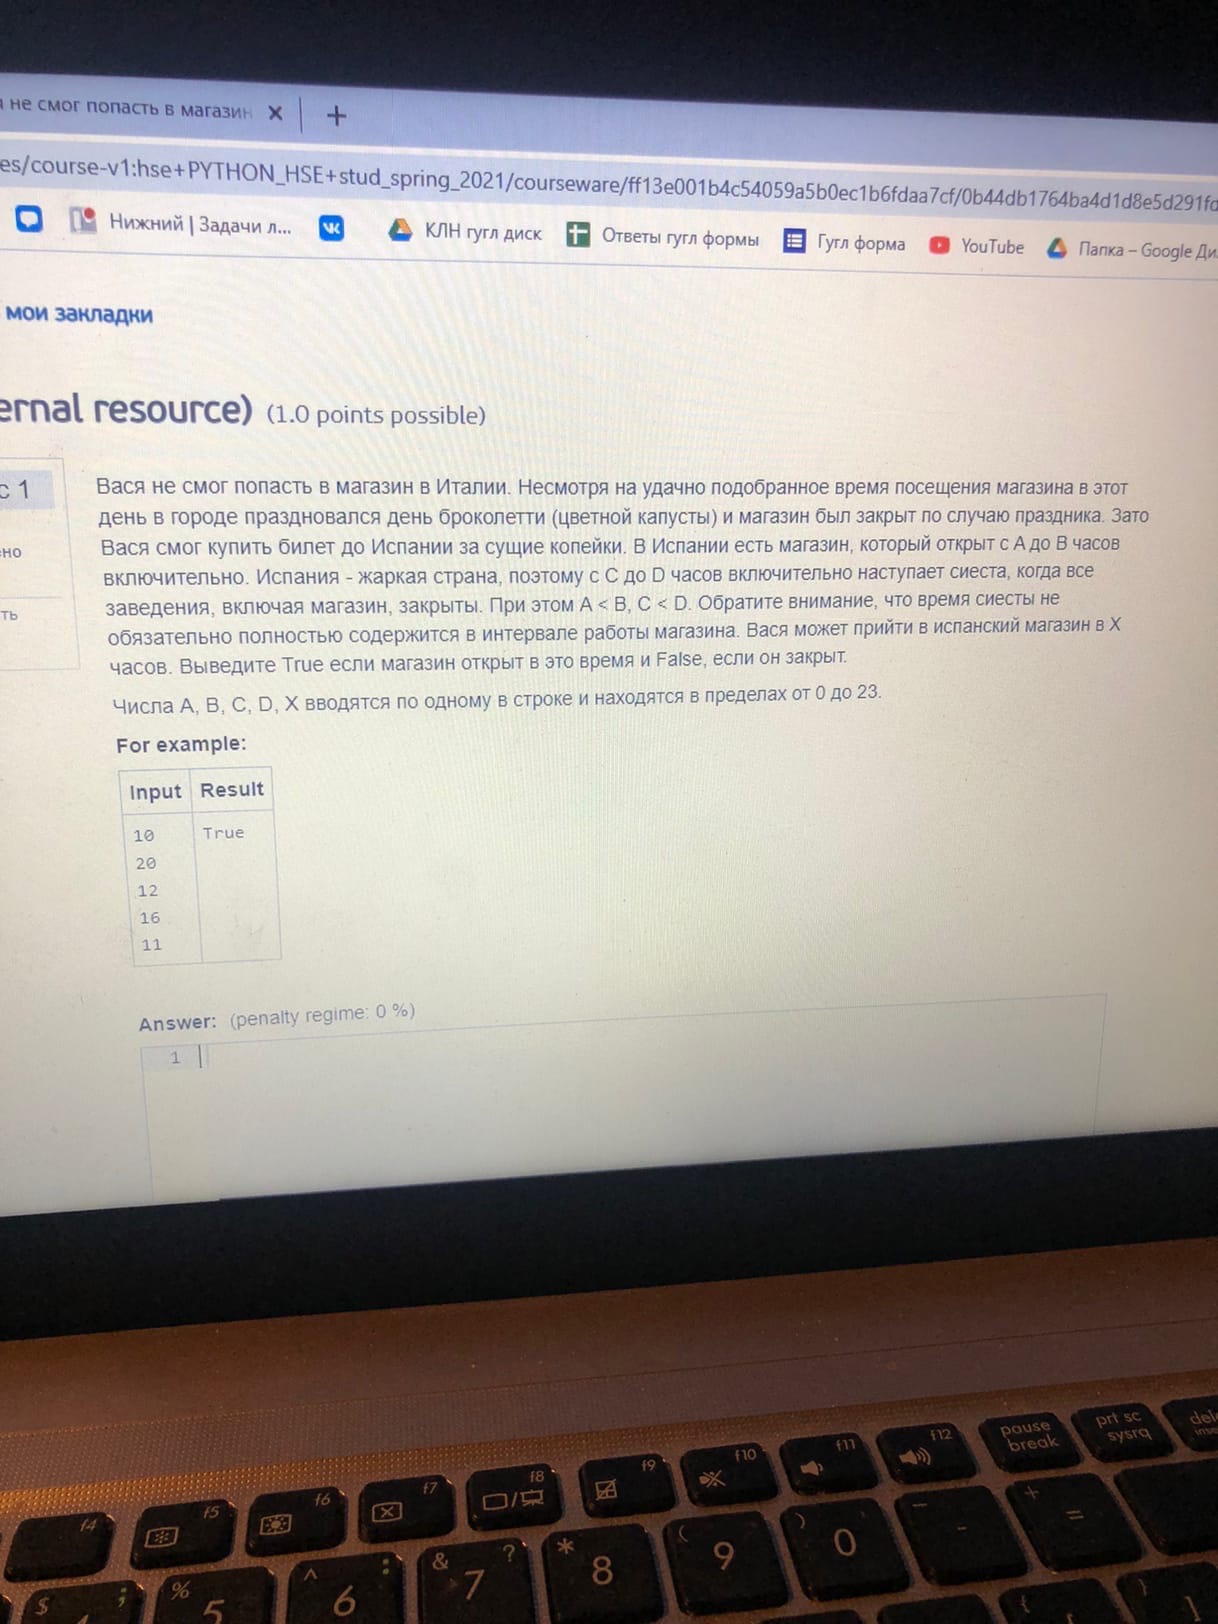 не смог попасть в магазин
es/course-v1:hse+PYTHON_HSE+stud_spring_2021/courseware/ff13e001b4c54059a5b0ec1b6fdaa7cf/0b44db1764ba4d1d8e5d291fd
Нижний | Задачи л... КЛН гугл диск Ответы гугл формы Гугл форма YouTube Папка – Google Ди
мои закладки
ernal resource) (1.0 points possible)
с 1
но
ть
Вася не смог попасть в магазин в Италии. Несмотря на удачно подобранное время посещения магазина в этот
день в городе праздновался день броколетти (цветной капусты) и магазин был закрыт по случаю праздника. Зато
Вася смог купить билет до Испании за сущие копейки. В Испании есть магазин, который открыт с A до B часов
включительно. Испания - жаркая страна, поэтому с C до D часов включительно наступает сиеста, когда все
заведения, включая магазин, закрыты. При этом A < B, C < D. Обратите внимание, что время сиесты не
обязательно полностью содержится в интервале работы магазина. Вася может прийти в испанский магазин в X
часов. Выведите True если магазин открыт в это время и False, если он закрыт.
Числа A, B, C, D, X вводятся по одному в строке и находятся в пределах от 0 до 23.
For example:
Input Result
10 True
20
12
16
11
Answer: (penalty regime: 0 %)
1
f4 f5 f6 f7 f8 f9 f10 f11 f12 pause break prt sc sysrq
$ % 5 ^ 6 & 7 ? * 8 ( 9 ) 0 - + =